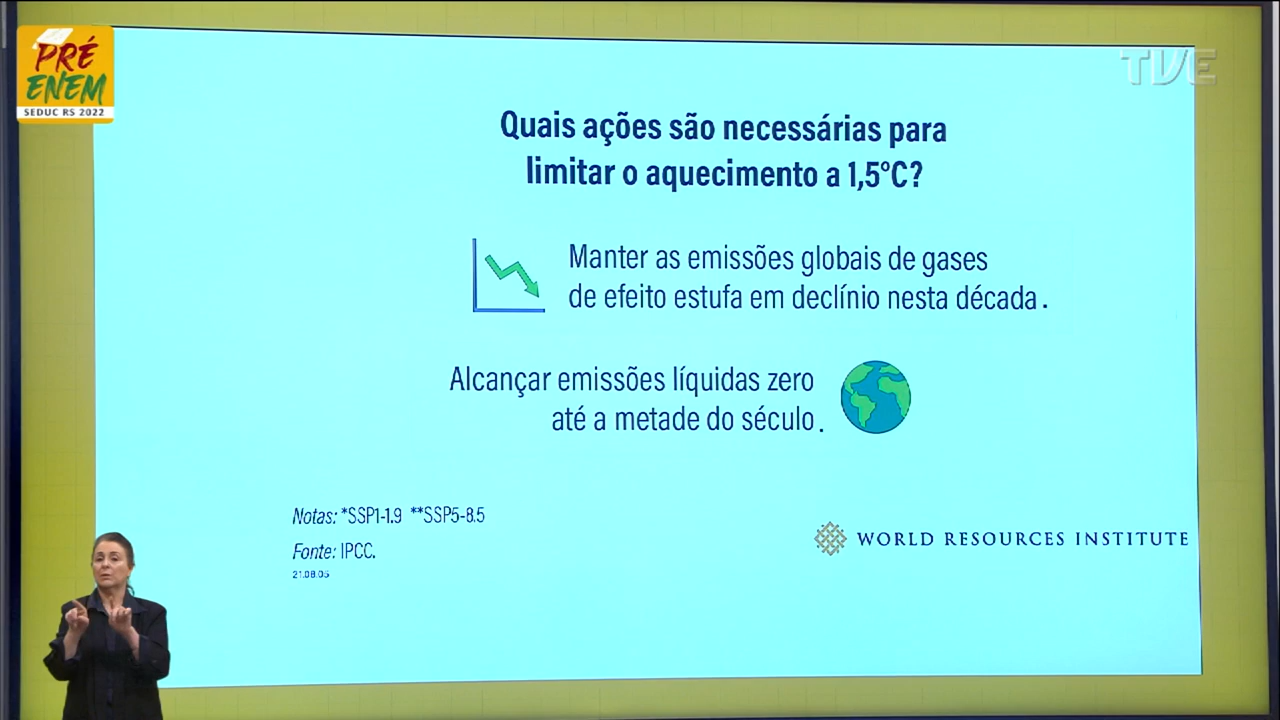 PRÉ
ENEM
SEDUC RS 2022
TVE
Quais ações são necessárias para
limitar o aquecimento a 1,5°C?
Manter as emissões globais de gases
de efeito estufa em declínio nesta década.
Alcançar emissões líquidas zero
até a metade do século.
Notas: *SSP1-1.9 **SSP5-8.5
Fonte: IPCC.
21.08.05
WORLD RESOURCES INSTITUTE